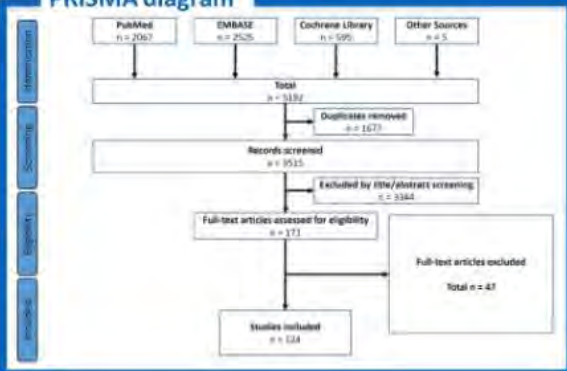 PRISMA diagram
PubMed
n = 2067
EMBASE
n = 2525
Cochrane Library
n = 595
Other Sources
n = 5
Identification
Total
n = 5192
Duplicates removed
n = 1677
Screening
Records screened
n = 3515
Excluded by title/abstract screening
n = 3344
Eligibility
Full-text articles assessed for eligibility
n = 171
Full-text articles excluded
Total n = 47
Included
Studies included
n = 124